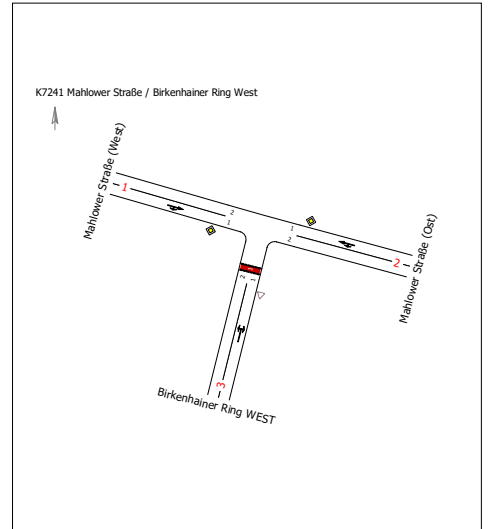 K7241 Mahlower Straße / Birkenhainer Ring West
Mahlower Straße (West)
1
2
1
1
2
2
Mahlower Straße (Ost)
2
1
3
Birkenhainer Ring WEST